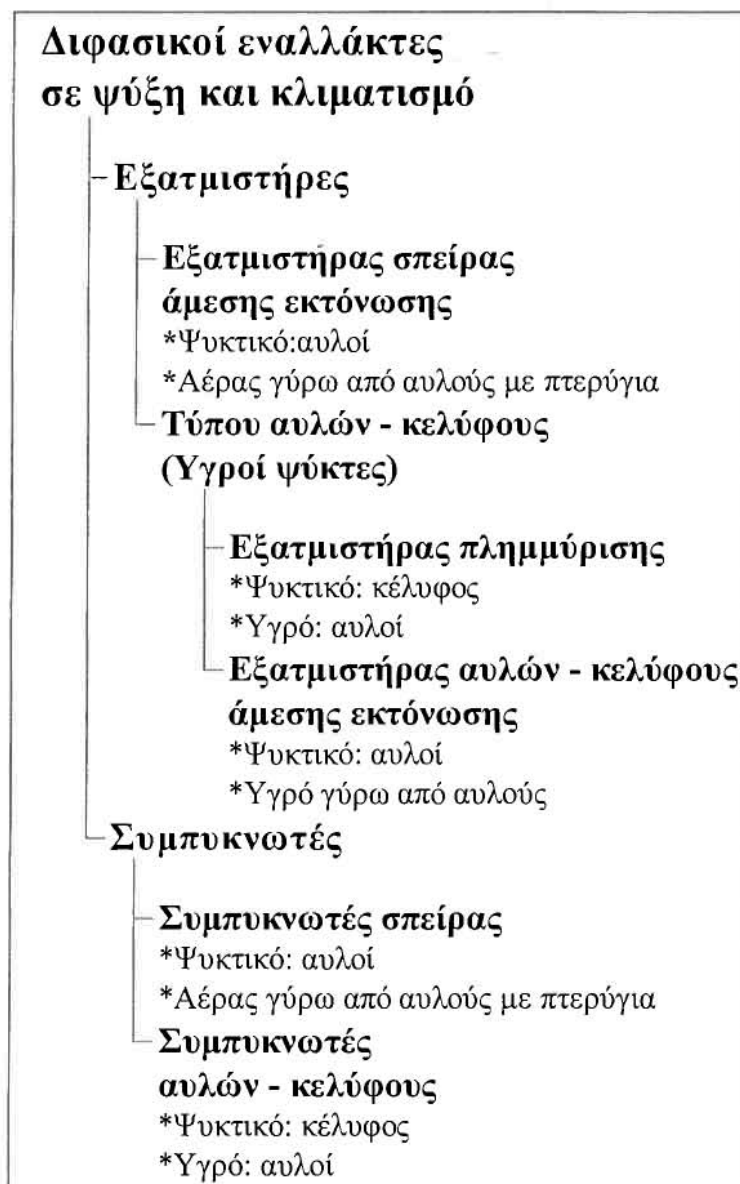 Διφασικοί εναλλάκτες
σε ψύξη και κλιματισμό
Εξατμιστήρες
Εξατμιστήρας σπείρας
άμεσης εκτόνωσης
*Ψυκτικό:αυλοί
*Αέρας γύρω από αυλούς με πτερύγια
Τύπου αυλών - κελύφους
(Υγροί ψύκτες)
Εξατμιστήρας πλημμύρισης
*Ψυκτικό: κέλυφος
*Υγρό: αυλοί
Εξατμιστήρας αυλών - κελύφους
άμεσης εκτόνωσης
*Ψυκτικό: αυλοί
*Υγρό γύρω από αυλούς
Συμπυκνωτές
Συμπυκνωτές σπείρας
*Ψυκτικό: αυλοί
*Αέρας γύρω από αυλούς με πτερύγια
Συμπυκνωτές
αυλών - κελύφους
*Ψυκτικό: κέλυφος
*Υγρό: αυλοί